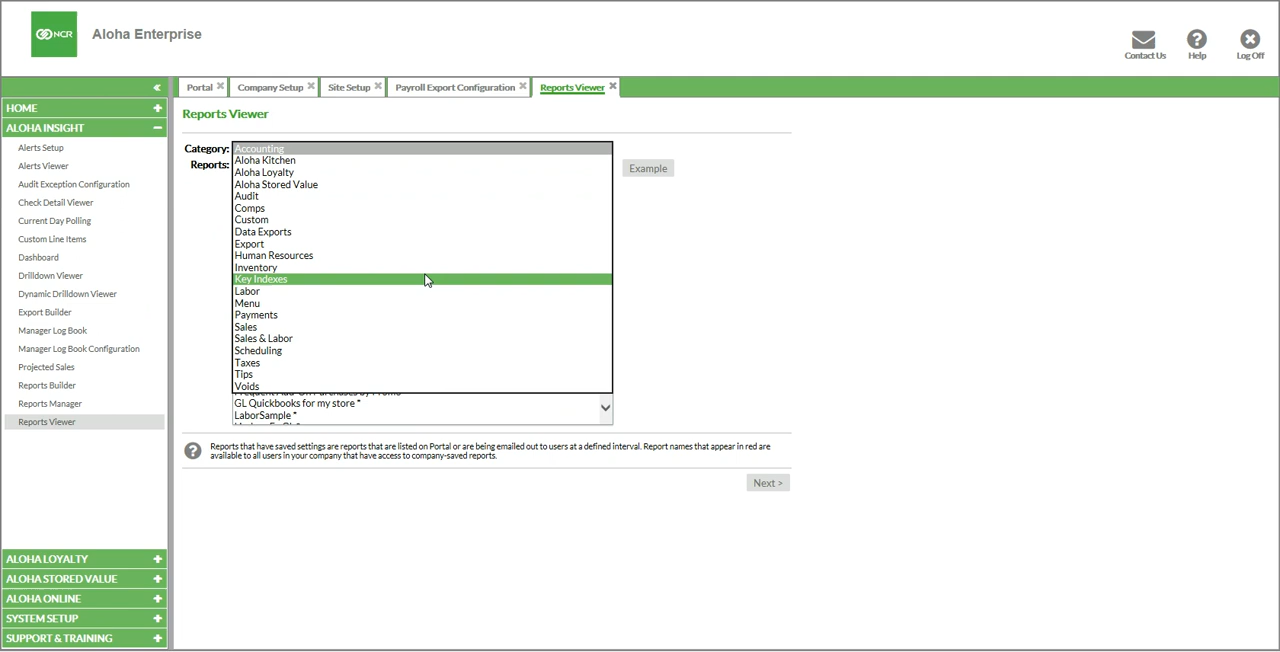 NCR
Aloha Enterprise
Contact Us
Help
Log Off
HOME
ALOHA INSIGHT
Alerts Setup
Alerts Viewer
Audit Exception Configuration
Check Detail Viewer
Current Day Polling
Custom Line Items
Dashboard
Drilldown Viewer
Dynamic Drilldown Viewer
Export Builder
Manager Log Book
Manager Log Book Configuration
Projected Sales
Reports Builder
Reports Manager
Reports Viewer
ALOHA LOYALTY
ALOHA STORED VALUE
ALOHA ONLINE
SYSTEM SETUP
SUPPORT & TRAINING
Portal
Company Setup
Site Setup
Payroll Export Configuration
Reports Viewer
Reports Viewer
Category:
Reports:
Accounting
Aloha Kitchen
Aloha Loyalty
Aloha Stored Value
Audit
Comps
Custom
Data Exports
Export
Human Resources
Inventory
Key Indexes
Labor
Menu
Payments
Sales
Sales & Labor
Scheduling
Taxes
Tips
Voids
Example
GL Quickbooks for my store *
LaborSample *
Reports that have saved settings are reports that are listed on Portal or are being emailed out to users at a defined interval. Report names that appear in red are
available to all users in your company that have access to company-saved reports.
Next >